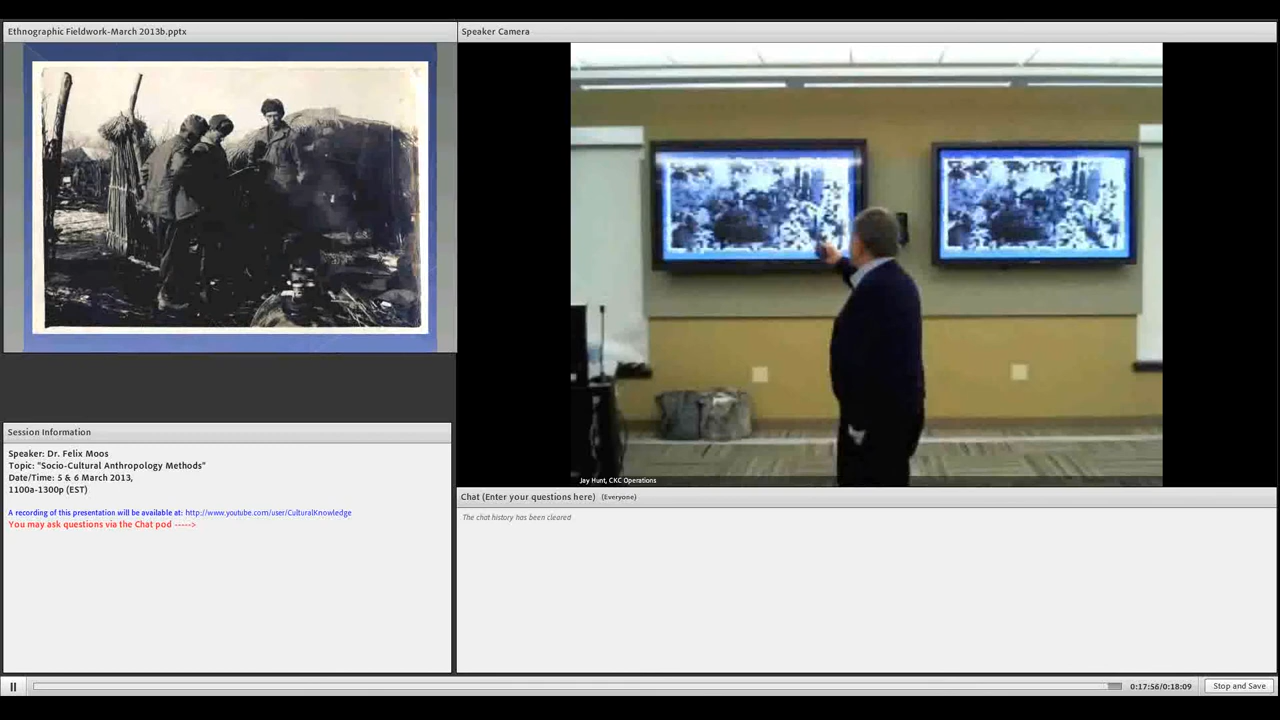 Ethnographic Fieldwork-March 2013b.pptx
Speaker Camera
Jay Hunt, CKC Operations
Session Information
Speaker: Dr. Felix Moos
Topic: "Socio-Cultural Anthropology Methods"
Date/Time: 5 & 6 March 2013,
1100a-1300p (EST)
A recording of this presentation will be available at: http://www.youtube.com/user/CulturalKnowledge
You may ask questions via the Chat pod ----->
Chat (Enter your questions here) (Everyone)
The chat history has been cleared
0:17:56/0:18:09
Stop and Save